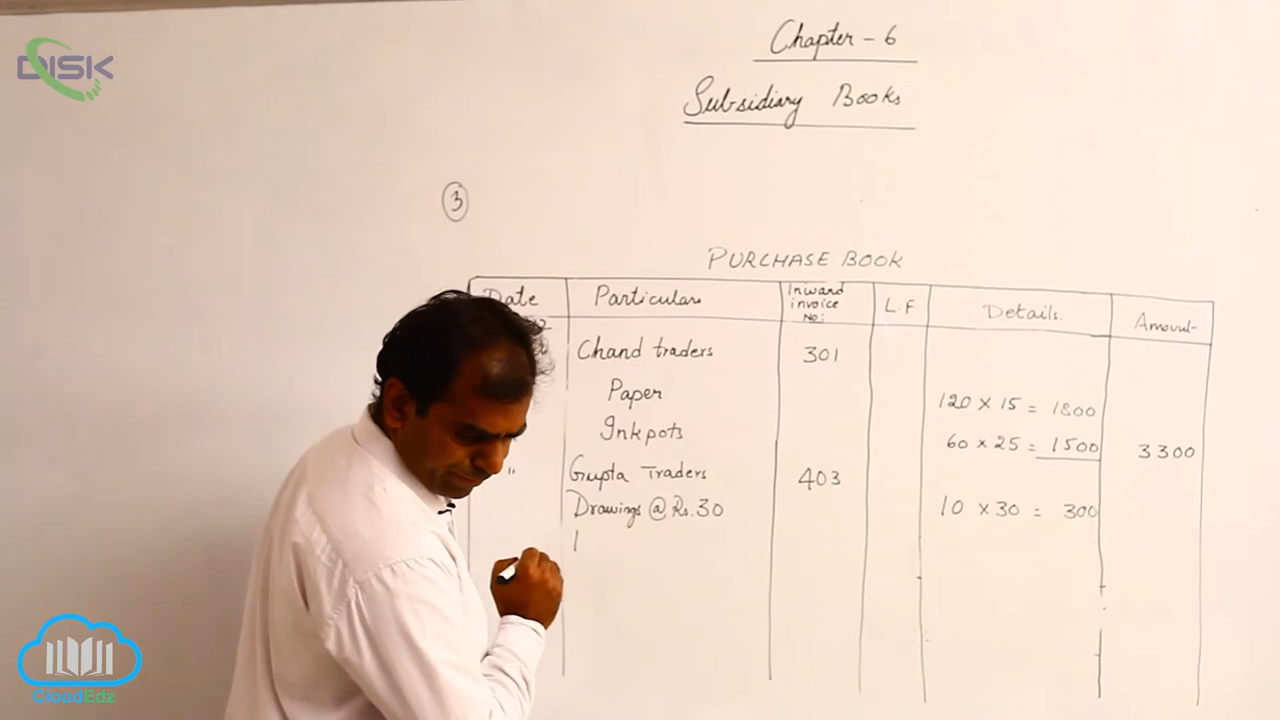 DISK
Chapter - 6
Subsidiary Books
3
PURCHASE BOOK
Date Particulars Inward invoice No: L.F Details. Amount
Chand traders 301
Paper 120 x 15 = 1800
Inkpots 60 x 25 = 1500 3300
" Gupta Traders 403
Drawings @ Rs. 30 10 x 30 = 300
CloudEdz